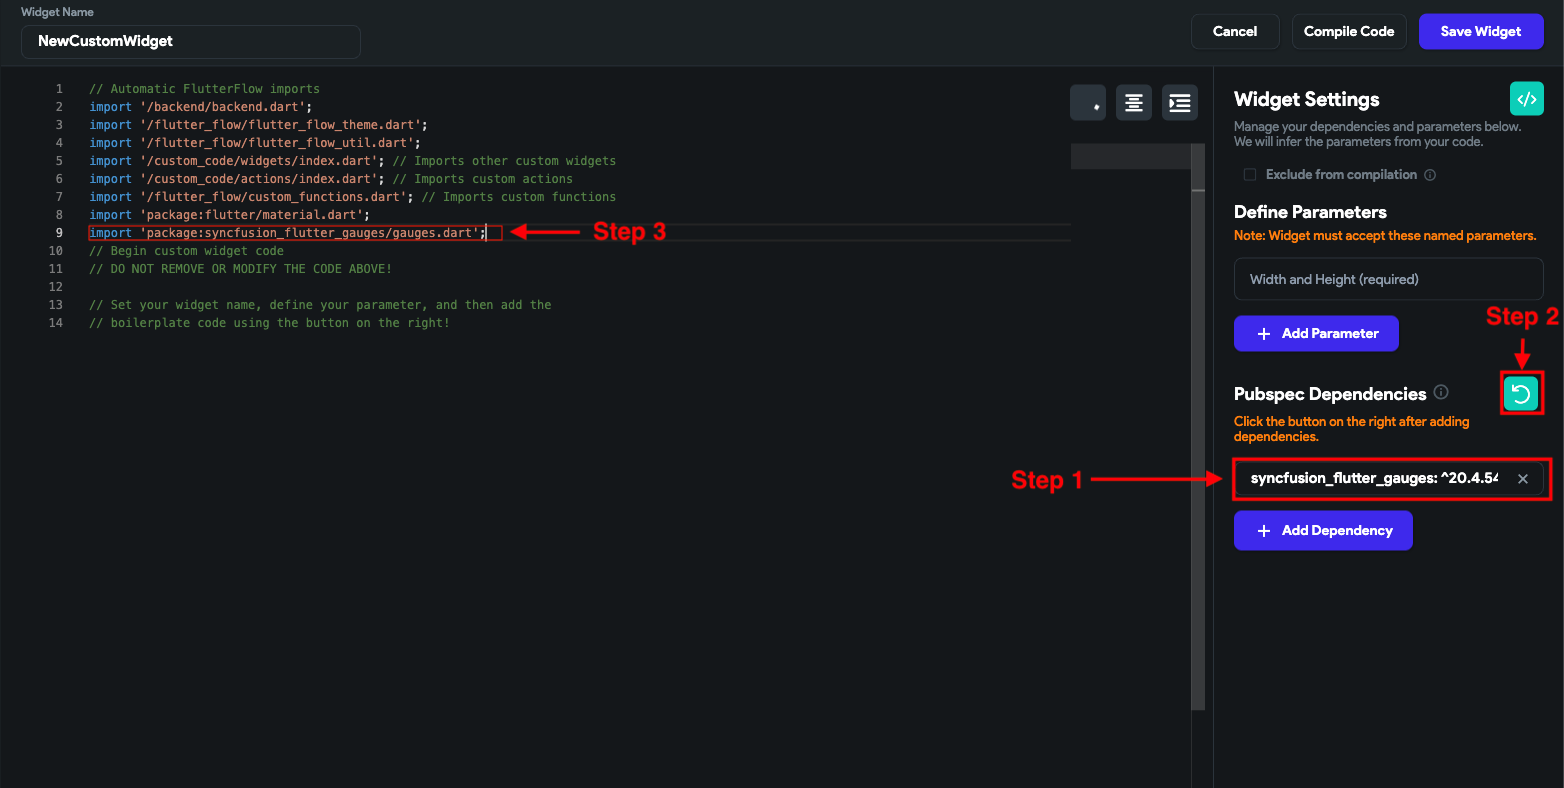 Widget Name
NewCustomWidget
Cancel
Compile Code
Save Widget
1 // Automatic FlutterFlow imports
2 import '/backend/backend.dart';
3 import '/flutter_flow/flutter_flow_theme.dart';
4 import '/flutter_flow/flutter_flow_util.dart';
5 import '/custom_code/widgets/index.dart'; // Imports other custom widgets
6 import '/custom_code/actions/index.dart'; // Imports custom actions
7 import '/flutter_flow/custom_functions.dart'; // Imports custom functions
8 import 'package:flutter/material.dart';
9 import 'package:syncfusion_flutter_gauges/gauges.dart';
Step 3
10 // Begin custom widget code
11 // DO NOT REMOVE OR MODIFY THE CODE ABOVE!
12
13 // Set your widget name, define your parameter, and then add the
14 // boilerplate code using the button on the right!
Widget Settings
</>
Manage your dependencies and parameters below.
We will infer the parameters from your code.
Exclude from compilation
Define Parameters
Note: Widget must accept these named parameters.
Width and Height (required)
Step 2
+ Add Parameter
Pubspec Dependencies
Click the button on the right after adding
dependencies.
Step 1
syncfusion_flutter_gauges: ^20.4.54
+ Add Dependency